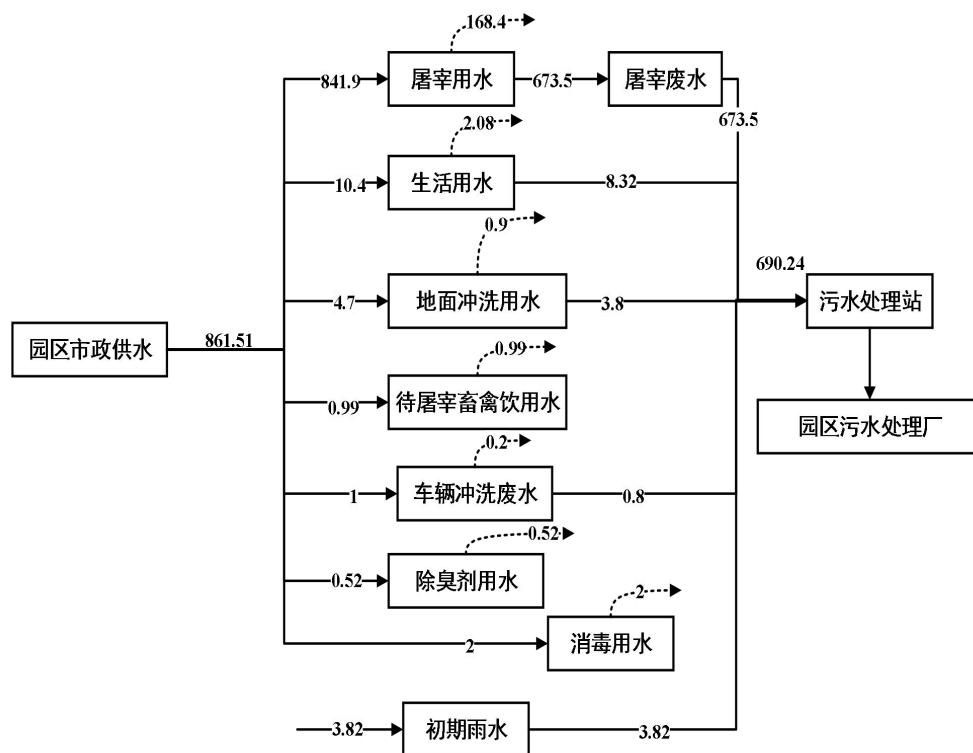 168.4
841.9
屠宰用水
673.5
屠宰废水
673.5
2.08
10.4
生活用水
8.32
0.9
4.7
地面冲洗用水
3.8
690.24
污水处理站
园区市政供水
861.51
0.99
0.99
待屠宰畜禽饮用水
园区污水处理厂
0.2
1
车辆冲洗废水
0.8
0.52
0.52
除臭剂用水
2
2
消毒用水
3.82
初期雨水
3.82